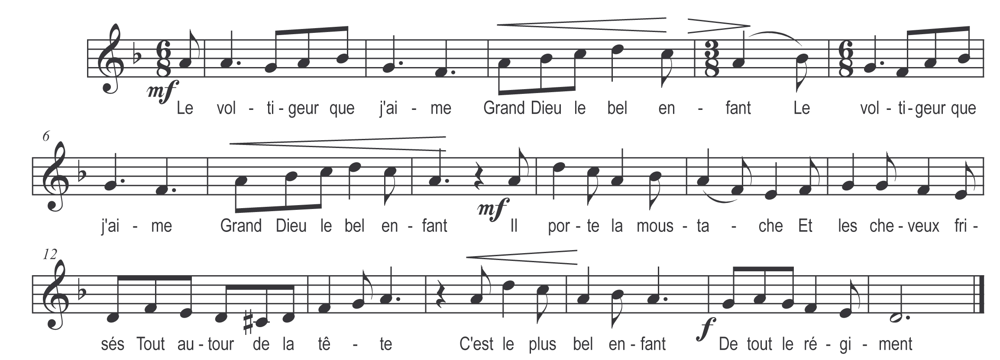 6 8 3 8 6 8
mf
Le vol - ti - geur que j'ai - me Grand Dieu le bel en - fant Le vol - ti - geur que
6
mf
j'ai - me Grand Dieu le bel en - fant Il por - te la mous - ta - che Et les che - veux fri -
12
f
sés Tout au - tour de la tê - te C'est le plus bel en - fant De tout le ré - gi - ment